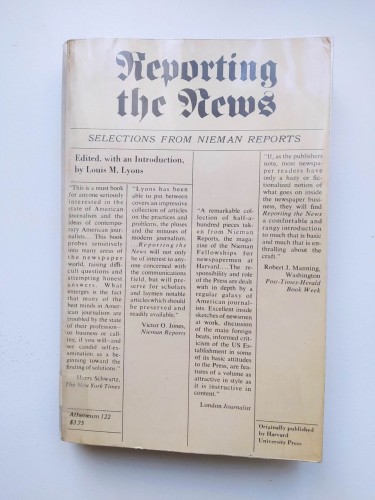 Reporting
the News
SELECTIONS FROM NIEMAN REPORTS
Edited, with an Introduction,
by Louis M. Lyons
"This is a must book
for anyone seriously
interested in the
state of American
journalism and the
ideas of contempo-
rary American jour-
nalists.... This book
probes sensitively
into many areas of
the newspaper
world, raising diffi-
cult questions and
attempting honest
answers. What
emerges is the fact
that many of the
best minds in Amer-
ican journalism are
troubled by the state
of their profession—
to business or call-
ing, if you will—and
see candid self-ex-
amination as a be-
ginning toward the
finding of solutions."
Harry Schwartz,
The New York Times
Atheneum 122
$3.75
"Lyons has been
able to put between
covers an impressive
collection of articles
on the practices and
problems, the plouses
and the minuses of
modern journalism.
...Reporting the
News will not only
be of interest to any-
one concerned with
the communications
field, but will pre-
serve for scholars
and laymen notable
articles which should
be preserved and
readily available."
Victor O. Jones,
Nieman Reports
"A remarkable col-
lection of half-a-
hundred pieces tak-
en from Nieman
Reports, the maga-
zine of the Nieman
Fellowships for
newspapermen at
Harvard....The re-
sponsibility and role
of the Press are dealt
with in depth by a
regular galaxy of
American journal-
ists. Excellent inside
sketches of newsmen
at work, discussion
of the main foreign
beats, informed crit-
icism of the US Es-
tablishment in some
of its basic attitudes
to the Press, are fea-
tures of a volume as
attractive in style as
it is instructive in
content."
London Journalist
"If, as the publishers
note, most newspa-
per readers have
only a hazy or fic-
tionalized notion of
what goes on inside
the newspaper busi-
ness, they will find
Reporting the News
a comfortable and
rangy introduction
to much that is basic
and much that is en-
thralling about the
craft."
Robert J. Manning,
Washington
Post-Times-Herald
Book Week
Originally published
by Harvard
University Press